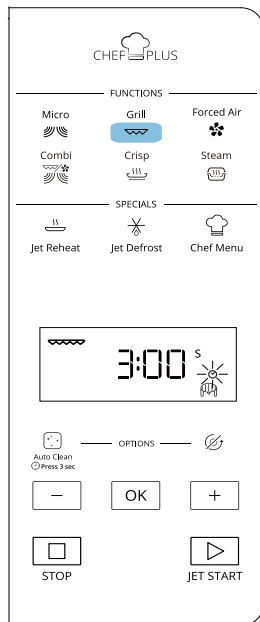 CHEF PLUS
FUNCTIONS
Micro Grill Forced Air
Combi Crisp Steam
SPECIALS
Jet Reheat Jet Defrost Chef Menu
3:00 S
OPTIONS
Auto Clean
Press 3 sec
− OK +
STOP JET START